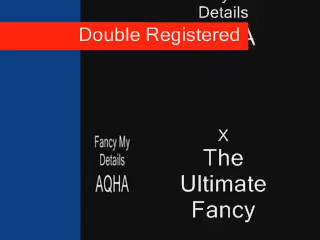 Details
Double Registered
Fancy My
Details
AQHA
X
The
Ultimate
Fancy